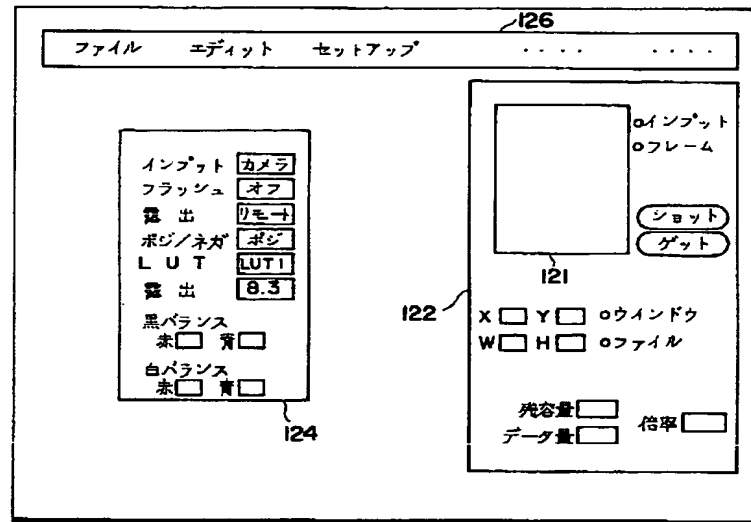 126
ファイル エディット セットアップ ・・・・ ・・・・
インプット カメラ
フラッシュ オフ
露出 リモート
ポジ/ネガ ポジ
LUT LUT1
露出 8.3
黒バランス
赤 青
白バランス
赤 青
124
インプット
フレーム
ショット
ゲット
121
122
X Y ウインドウ
W H ファイル
残容量
データ量 倍率